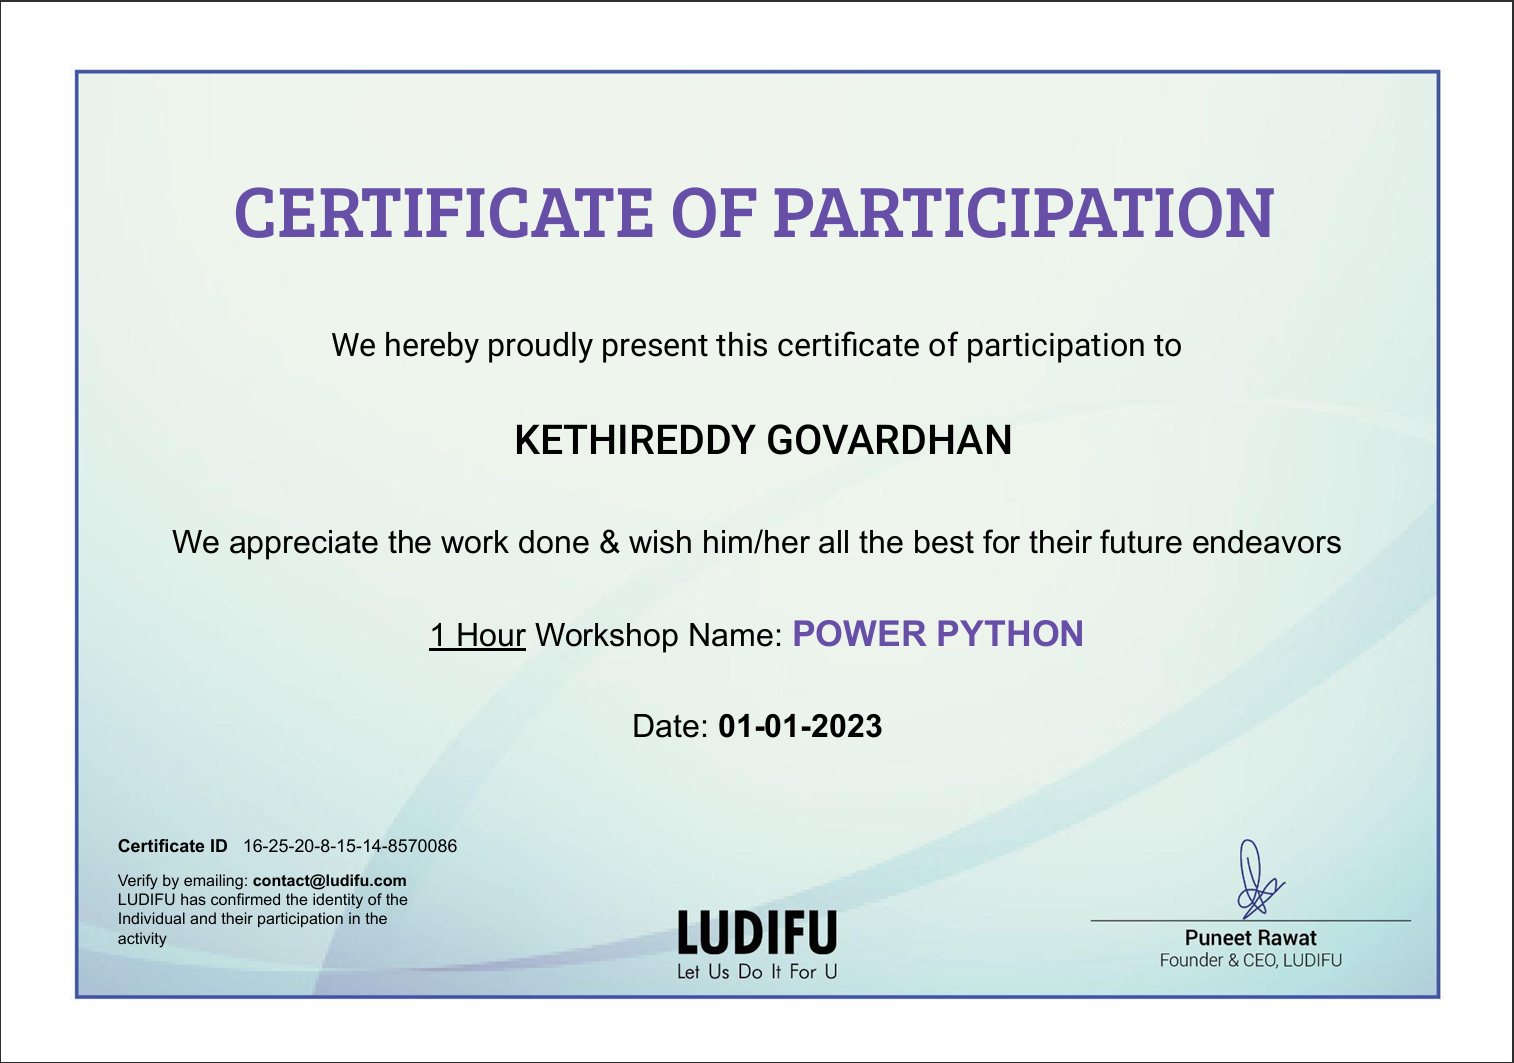 CERTIFICATE OF PARTICIPATION
We hereby proudly present this certificate of participation to
KETHIREDDY GOVARDHAN
We appreciate the work done & wish him/her all the best for their future endeavors
1 Hour Workshop Name: POWER PYTHON
Date: 01-01-2023
Certificate ID 16-25-20-8-15-14-8570086
Verify by emailing: contact@ludifu.com
LUDIFU has confirmed the identity of the
Individual and their participation in the
activity
LUDIFU
Let Us Do It For U
Puneet Rawat
Founder & CEO, LUDIFU